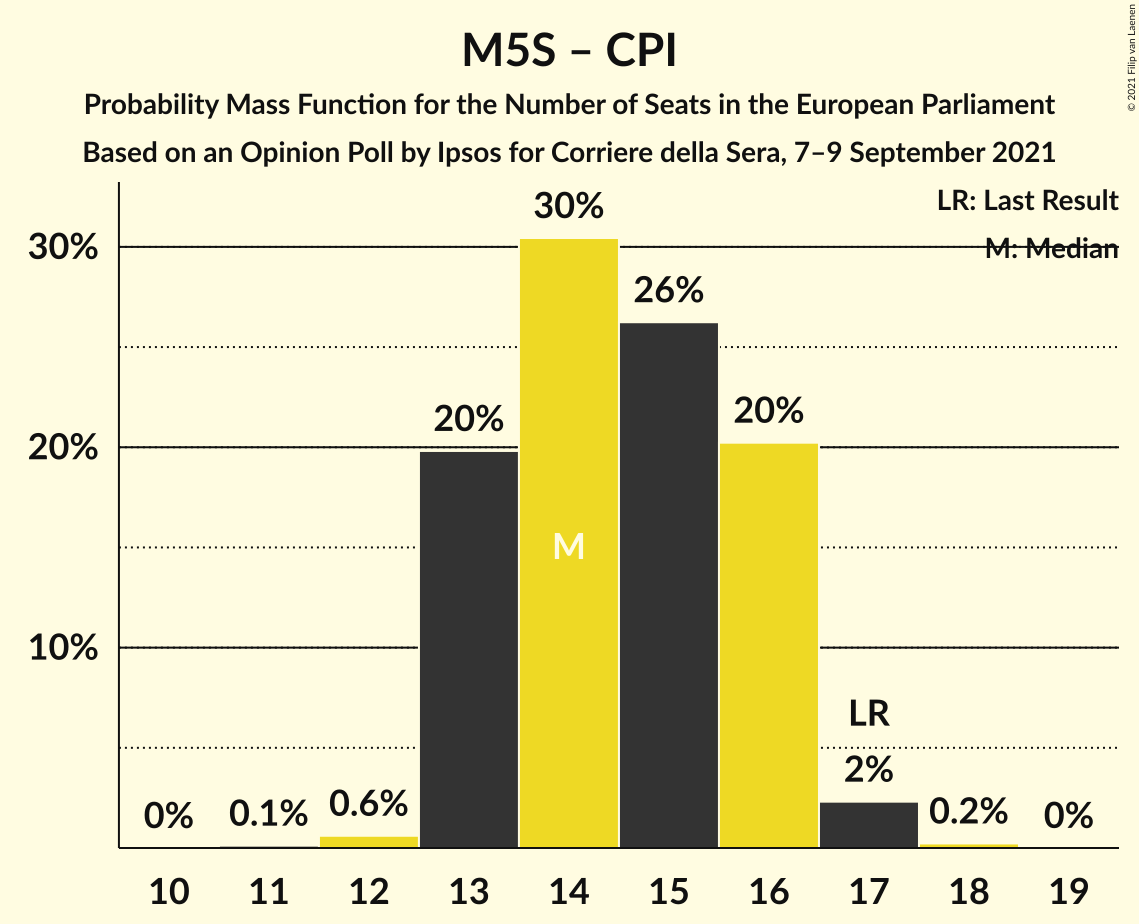 M5S – CPI
Probability Mass Function for the Number of Seats in the European Parliament
Based on an Opinion Poll by Ipsos for Corriere della Sera, 7–9 September 2021
© 2021 Filip van Laenen
LR: Last Result
M: Median
30%
20%
10%
0%
0.1%
0.6%
20%
30%
M
26%
20%
LR
2%
0.2%
0%
10 11 12 13 14 15 16 17 18 19